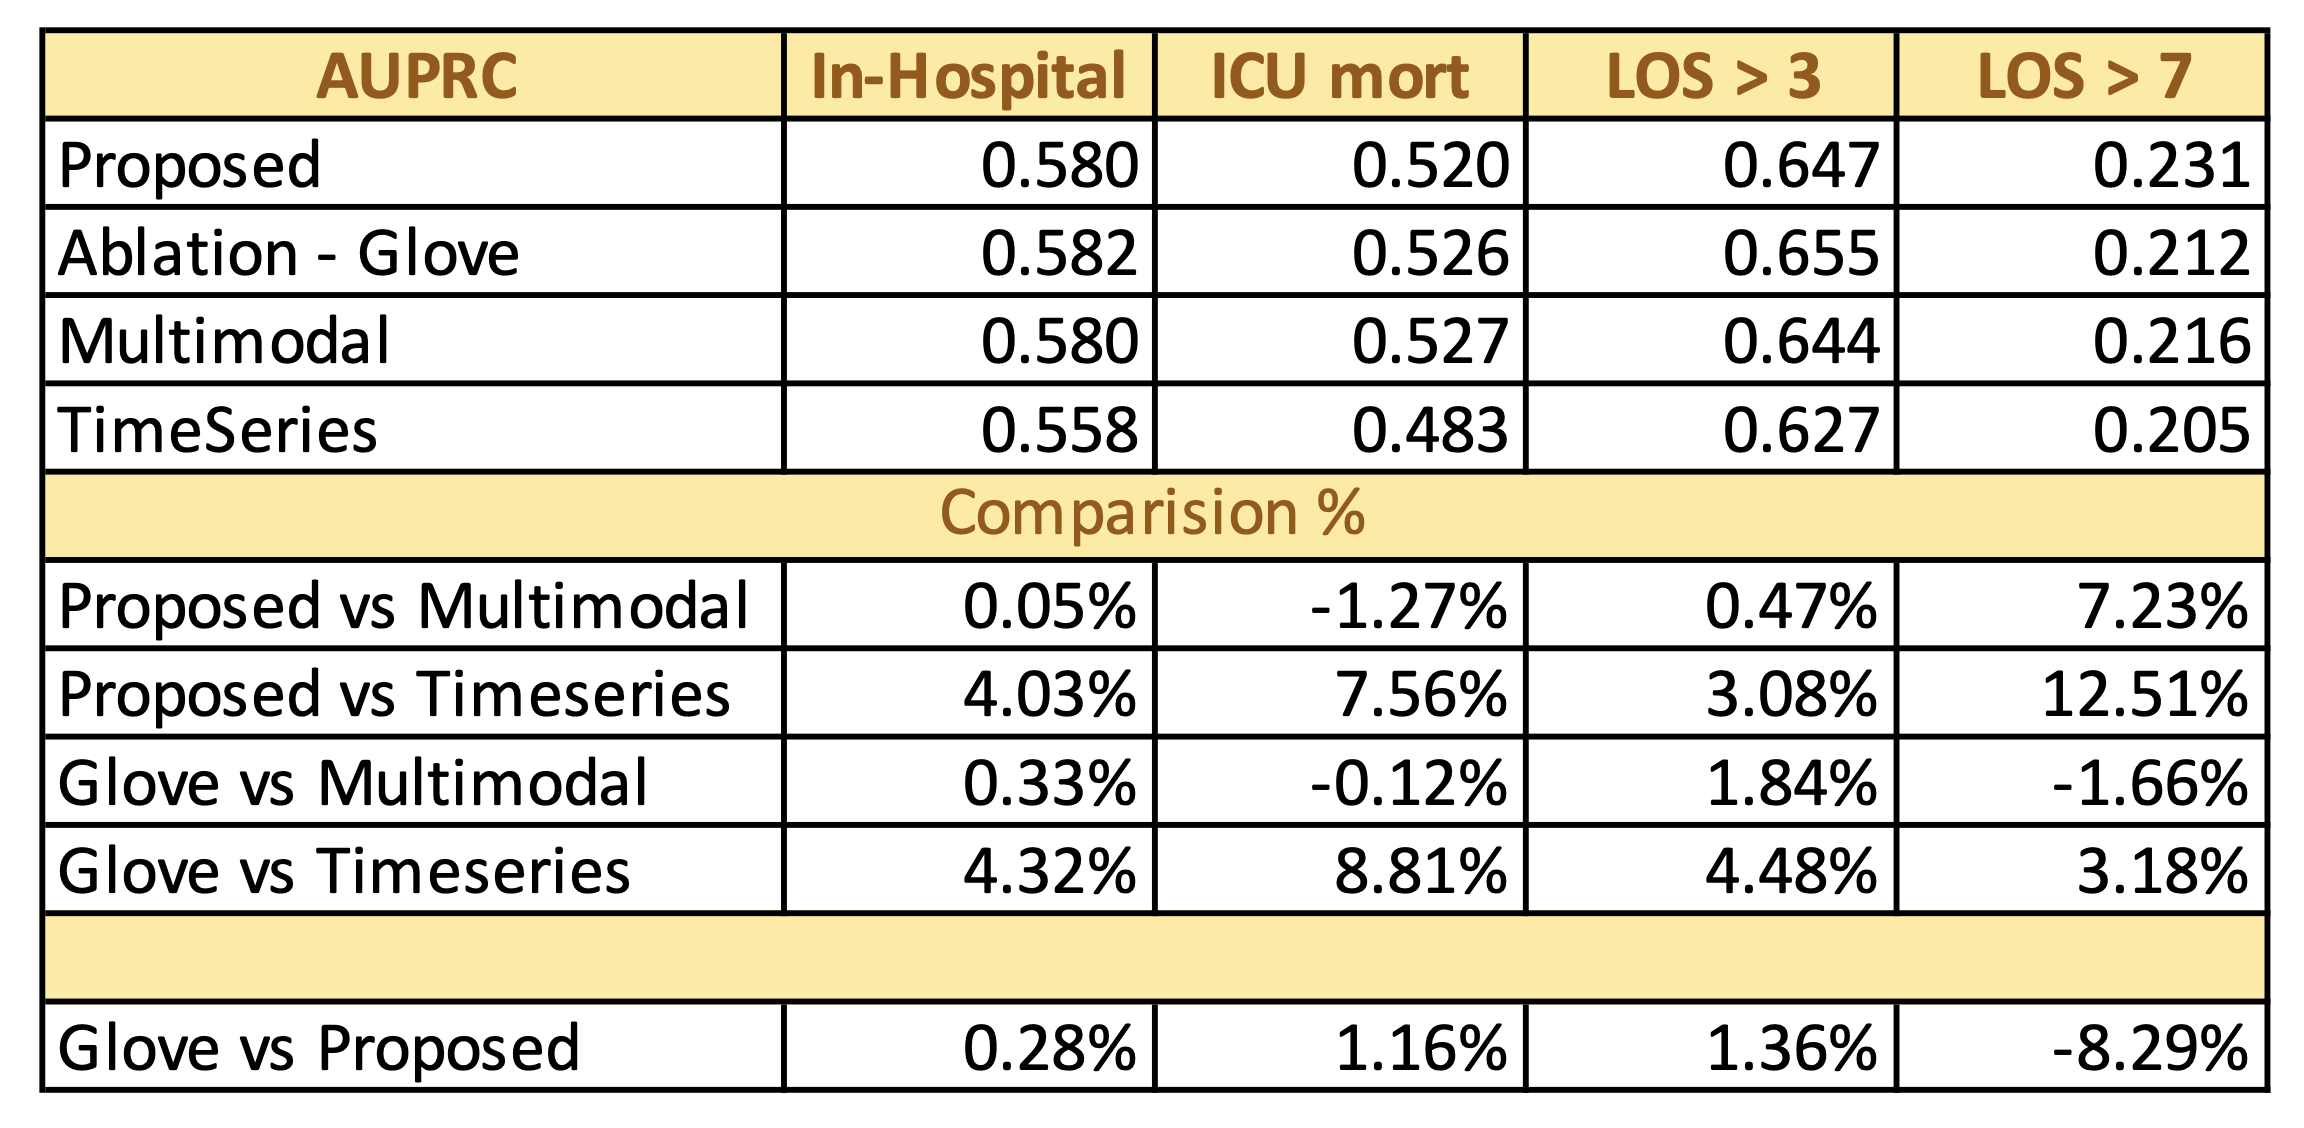 AUPRC In-Hospital ICU mort LOS > 3 LOS > 7
Proposed 0.580 0.520 0.647 0.231
Ablation - Glove 0.582 0.526 0.655 0.212
Multimodal 0.580 0.527 0.644 0.216
TimeSeries 0.558 0.483 0.627 0.205
Comparision %
Proposed vs Multimodal 0.05% -1.27% 0.47% 7.23%
Proposed vs Timeseries 4.03% 7.56% 3.08% 12.51%
Glove vs Multimodal 0.33% -0.12% 1.84% -1.66%
Glove vs Timeseries 4.32% 8.81% 4.48% 3.18%
Glove vs Proposed 0.28% 1.16% 1.36% -8.29%